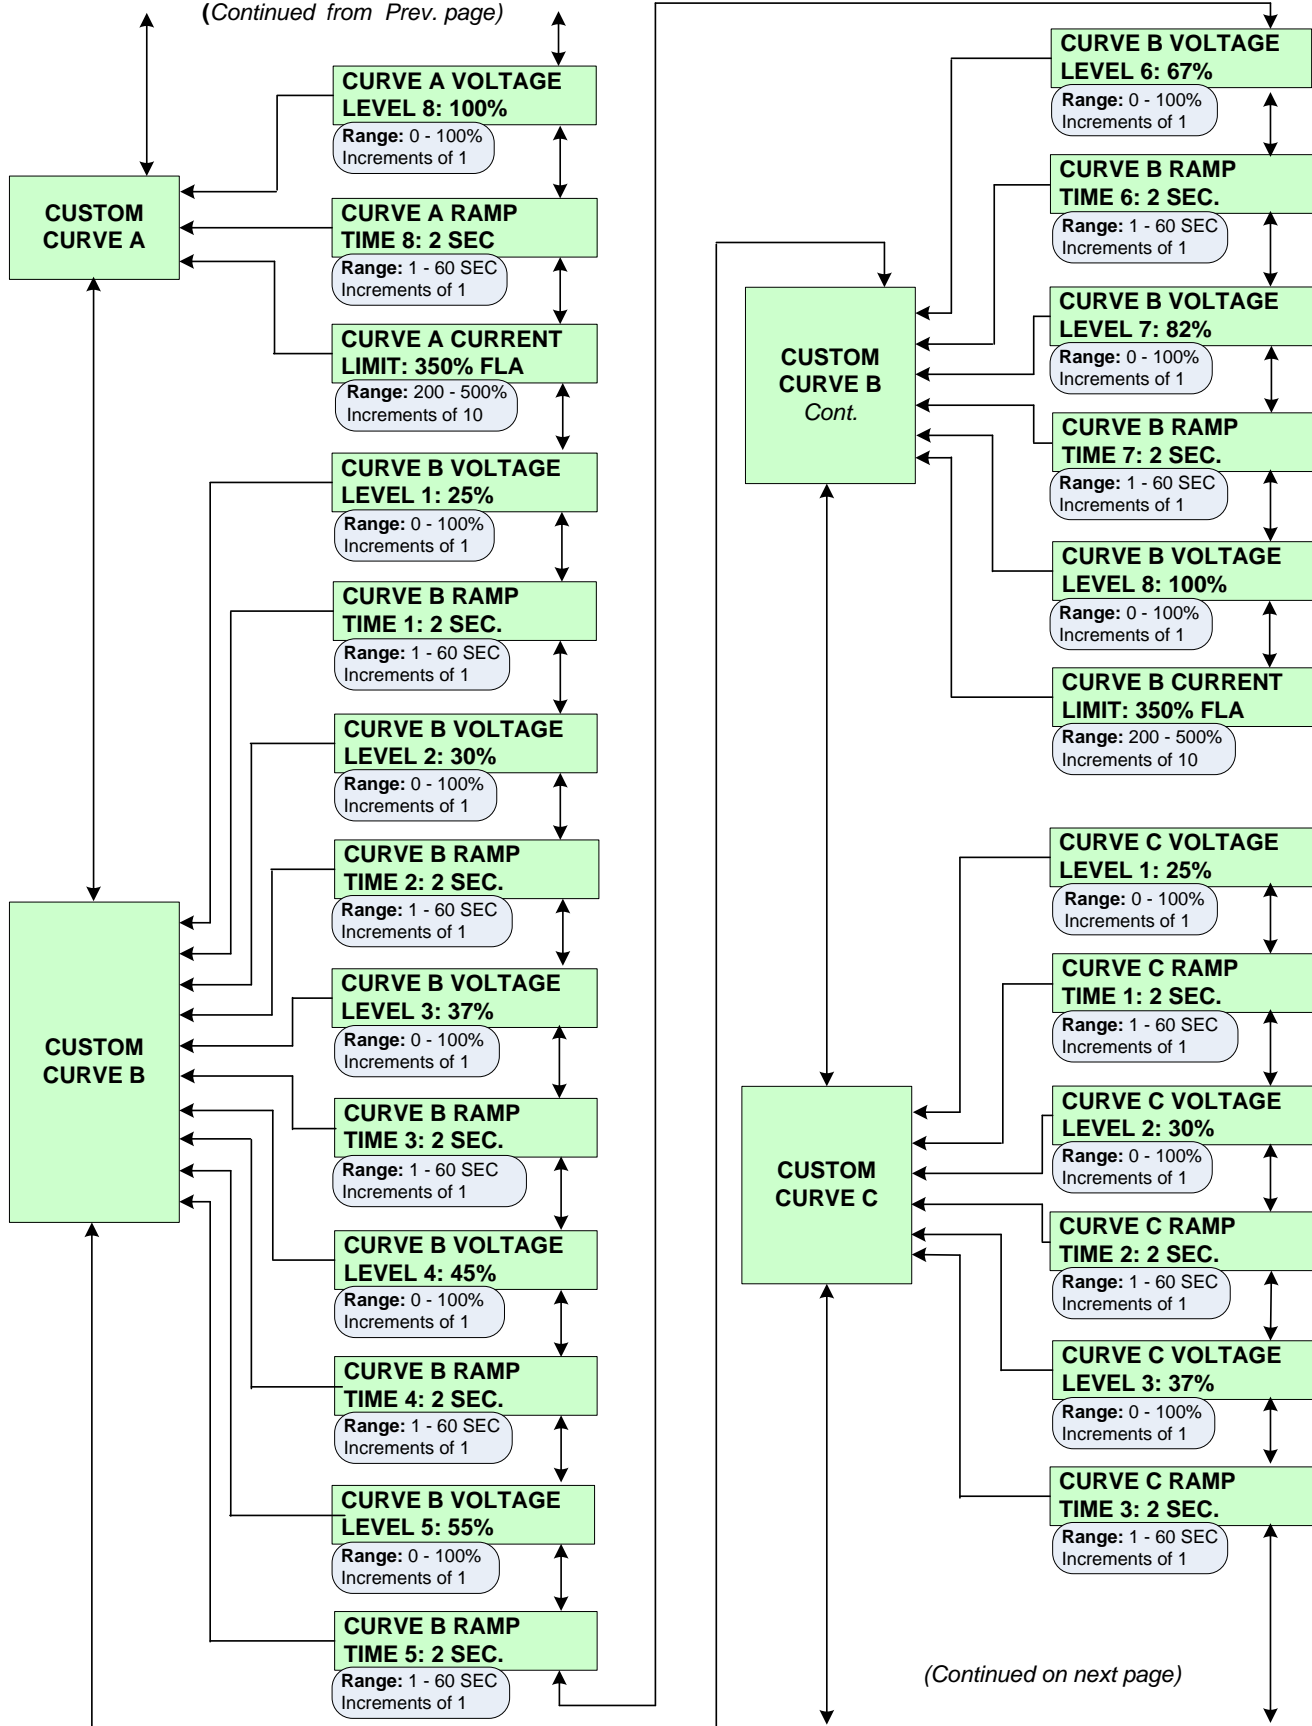 (Continued from Prev. page)
CURVE A VOLTAGE
LEVEL 8: 100%
Range: 0 - 100%
Increments of 1
CUSTOM
CURVE A
CURVE A RAMP
TIME 8: 2 SEC
Range: 1 - 60 SEC
Increments of 1
CURVE A CURRENT
LIMIT: 350% FLA
Range: 200 - 500%
Increments of 10
CURVE B VOLTAGE
LEVEL 1: 25%
Range: 0 - 100%
Increments of 1
CURVE B RAMP
TIME 1: 2 SEC.
Range: 1 - 60 SEC
Increments of 1
CURVE B VOLTAGE
LEVEL 2: 30%
Range: 0 - 100%
Increments of 1
CURVE B RAMP
TIME 2: 2 SEC.
Range: 1 - 60 SEC
Increments of 1
CUSTOM
CURVE B
CURVE B VOLTAGE
LEVEL 3: 37%
Range: 0 - 100%
Increments of 1
CURVE B RAMP
TIME 3: 2 SEC.
Range: 1 - 60 SEC
Increments of 1
CURVE B VOLTAGE
LEVEL 4: 45%
Range: 0 - 100%
Increments of 1
CURVE B RAMP
TIME 4: 2 SEC.
Range: 1 - 60 SEC
Increments of 1
CURVE B VOLTAGE
LEVEL 5: 55%
Range: 0 - 100%
Increments of 1
CURVE B RAMP
TIME 5: 2 SEC.
Range: 1 - 60 SEC
Increments of 1
CURVE B VOLTAGE
LEVEL 6: 67%
Range: 0 - 100%
Increments of 1
CURVE B RAMP
TIME 6: 2 SEC.
Range: 1 - 60 SEC
Increments of 1
CUSTOM
CURVE B
Cont.
CURVE B VOLTAGE
LEVEL 7: 82%
Range: 0 - 100%
Increments of 1
CURVE B RAMP
TIME 7: 2 SEC.
Range: 1 - 60 SEC
Increments of 1
CURVE B VOLTAGE
LEVEL 8: 100%
Range: 0 - 100%
Increments of 1
CURVE B CURRENT
LIMIT: 350% FLA
Range: 200 - 500%
Increments of 10
CURVE C VOLTAGE
LEVEL 1: 25%
Range: 0 - 100%
Increments of 1
CURVE C RAMP
TIME 1: 2 SEC.
Range: 1 - 60 SEC
Increments of 1
CUSTOM
CURVE C
CURVE C VOLTAGE
LEVEL 2: 30%
Range: 0 - 100%
Increments of 1
CURVE C RAMP
TIME 2: 2 SEC.
Range: 1 - 60 SEC
Increments of 1
CURVE C VOLTAGE
LEVEL 3: 37%
Range: 0 - 100%
Increments of 1
CURVE C RAMP
TIME 3: 2 SEC.
Range: 1 - 60 SEC
Increments of 1
(Continued on next page)